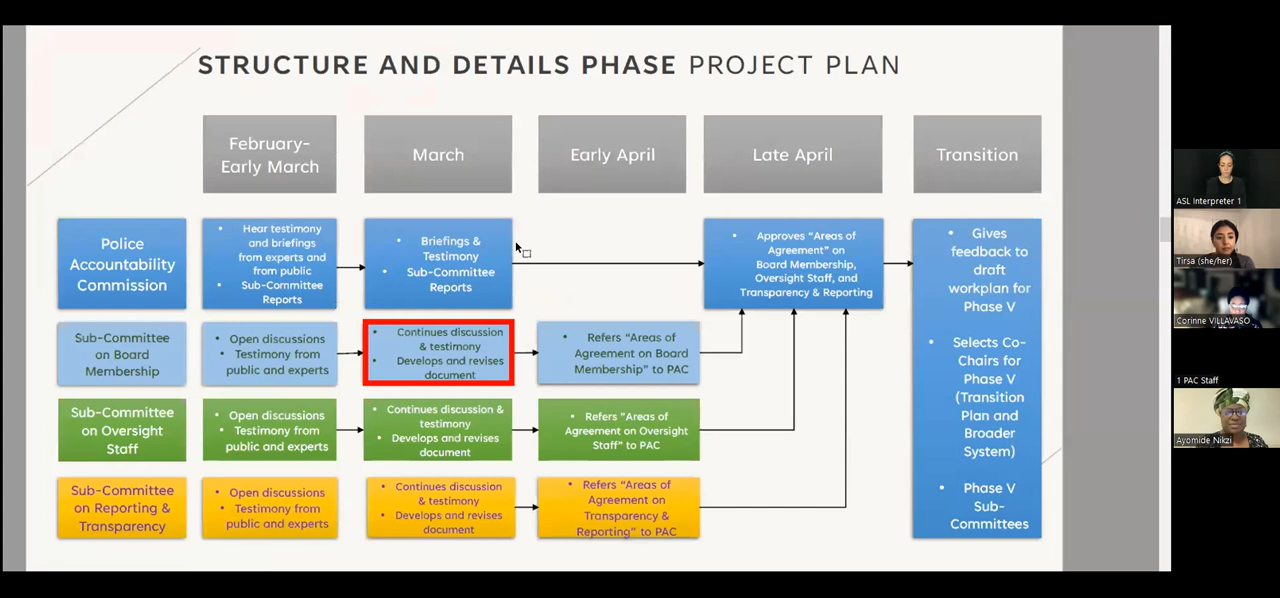 STRUCTURE AND DETAILS PHASE PROJECT PLAN
February-
Early March
March
Early April
Late April
Transition
Police
Accountability
Commission
• Hear testimony
and briefings
from experts and
from public
• Sub-Committee
Reports
• Briefings &
Testimony
• Sub-Committee
Reports
• Approves "Areas of
Agreement" on
Board Membership,
Oversight Staff, and
Transparency & Reporting
• Gives
feedback to
draft
workplan for
Phase V
• Selects Co-
Chairs for
Phase V
(Transition
Plan and
Broader
System)
• Phase V
Sub-
Committees
Sub-Committee
on Board
Membership
• Open discussions
• Testimony from
public and experts
• Continues discussion
& testimony
• Develops and revises
document
• Refers "Areas of
Agreement on Board
Membership" to PAC
Sub-Committee
on Oversight
Staff
• Open discussions
• Testimony from
public and experts
• Continues discussion &
testimony
• Develops and revises
document
• Refers "Areas of
Agreement on Oversight
Staff" to PAC
Sub-Committee
on Reporting &
Transparency
• Open discussions
• Testimony from
public and experts
• Continues discussion
& testimony
• Develops and revises
document
• Refers "Areas of
Agreement on
Transparency &
Reporting" to PAC
ASL Interpreter 1
Tirsa (she/her)
Corinne VILLAVASO
1 PAC Staff
Ayomide Nikzi